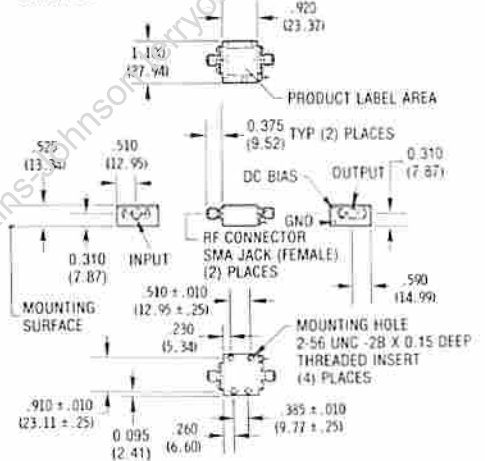 .920
(23.37)
1.100
(27.94)
PRODUCT LABEL AREA
0.375 TYP (2) PLACES
(9.52)
.525
(13.34)
.510
(12.95)
DC BIAS
OUTPUT
0.310
(7.87)
GND
0.310
(7.87)
INPUT
RF CONNECTOR
SMA JACK (FEMALE)
(2) PLACES
.590
(14.99)
MOUNTING
SURFACE
.510 ± .010
(12.95 ± .25)
.230
(5.34)
MOUNTING HOLE
2-56 UNC -2B X 0.15 DEEP
THREADED INSERT
(4) PLACES
.910 ± .010
(23.11 ± .25)
0.095
(2.41)
.260
(6.60)
.385 ± .010
(9.77 ± .25)